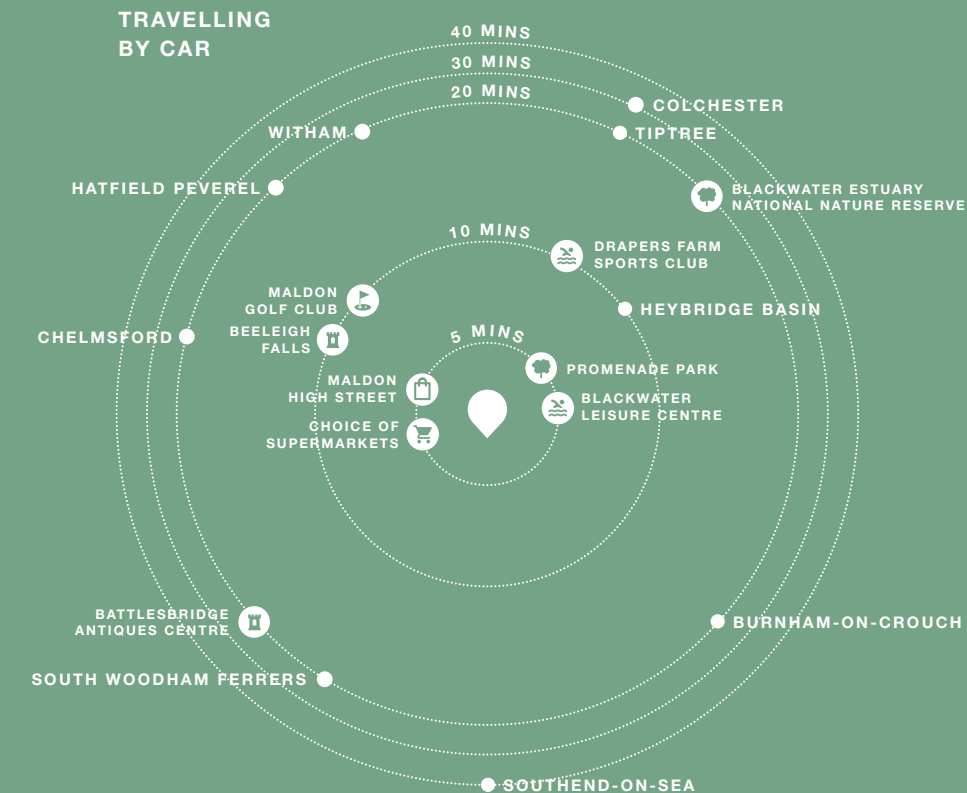 TRAVELLING
BY CAR
40 MINS
30 MINS
20 MINS
COLCHESTER
WITHAM
TIPTREE
HATFIELD PEVEREL
BLACKWATER ESTUARY
NATIONAL NATURE RESERVE
10 MINS
DRAPERS FARM
SPORTS CLUB
MALDON
GOLF CLUB
HEYBRIDGE BASIN
BEELEIGH
FALLS
CHELMSFORD
5 MINS
PROMENADE PARK
MALDON
HIGH STREET
BLACKWATER
LEISURE CENTRE
CHOICE OF
SUPERMARKETS
BATTLESBRIDGE
ANTIQUES CENTRE
BURNHAM-ON-CROUCH
SOUTH WOODHAM FERRERS
SOUTHEND-ON-SEA